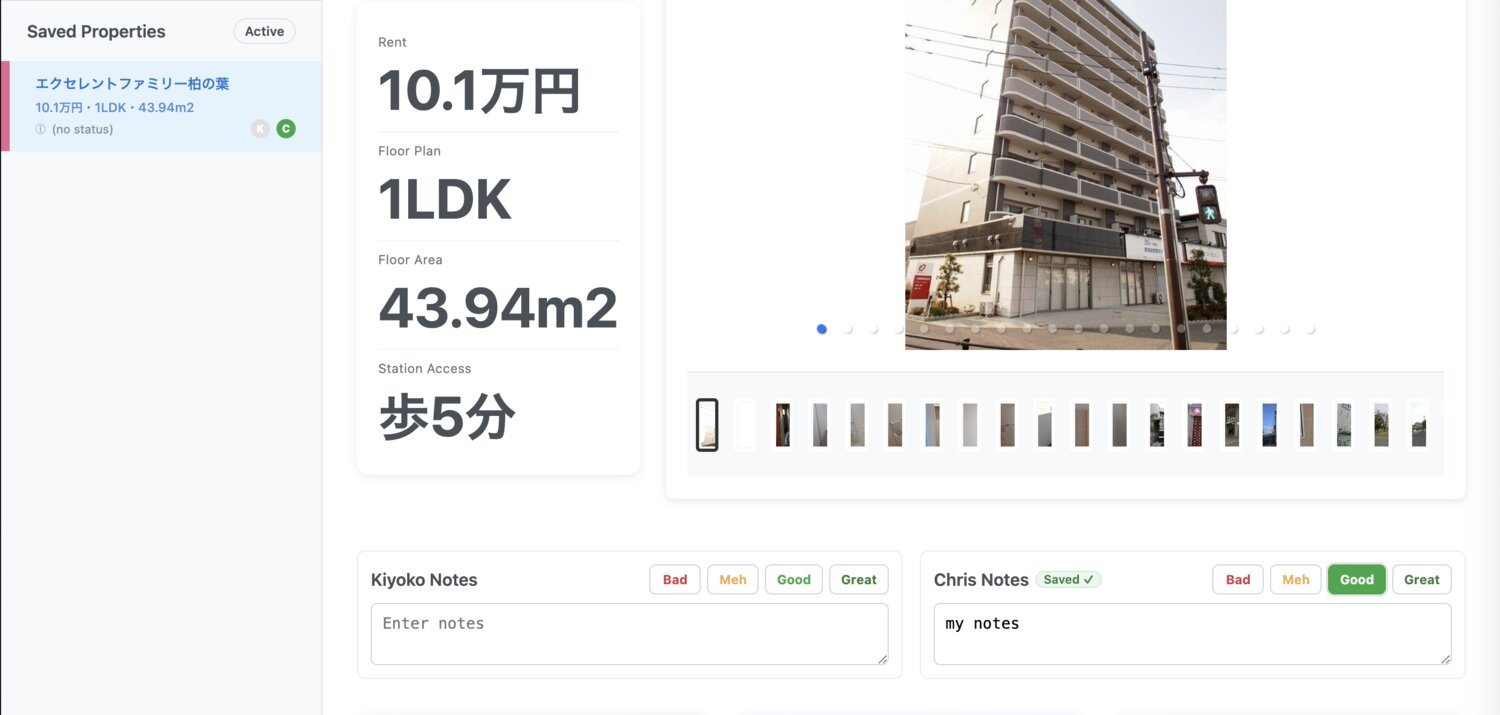 Saved Properties
Active
エクセレントファミリー柏の葉
10.1万円・1LDK・43.94m2
ⓘ (no status)
K
C
Rent
10.1万円
Floor Plan
1LDK
Floor Area
43.94m2
Station Access
歩5分
Kiyoko Notes
Bad
Meh
Good
Great
Enter notes
Chris Notes
Saved ✓
Bad
Meh
Good
Great
my notes